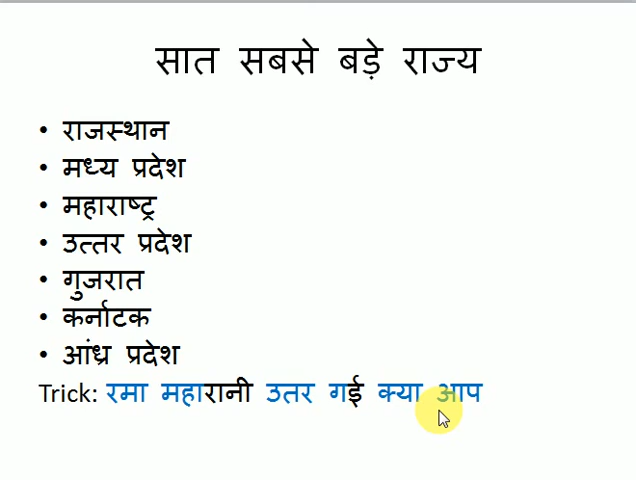 सात सबसे बड़े राज्य
• राजस्थान
• मध्य प्रदेश
• महाराष्ट्र
• उत्तर प्रदेश
• गुजरात
• कर्नाटक
• आंध्र प्रदेश
Trick: रमा महारानी उतर गई क्या आप